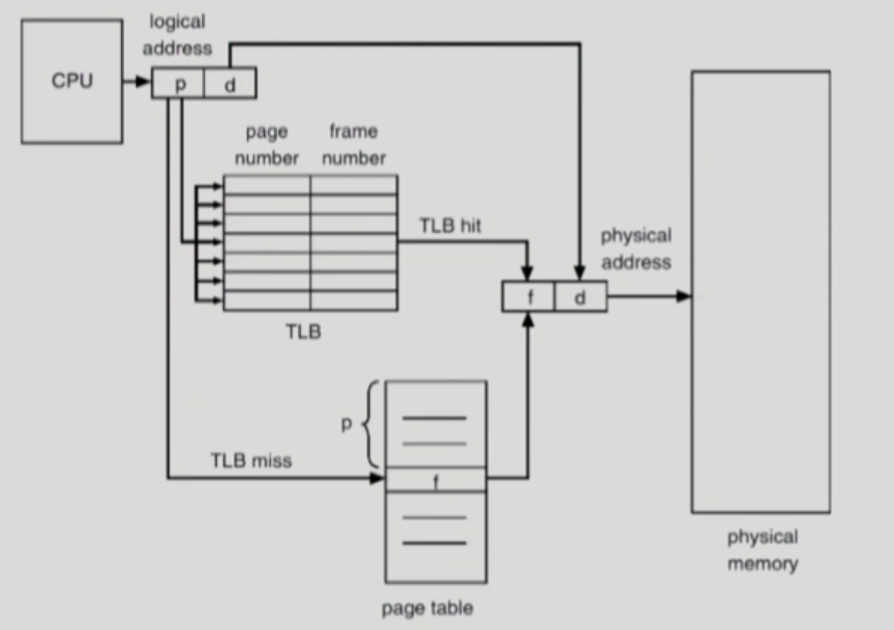 logical
address
CPU
p
d
page
number
frame
number
TLB hit
physical
address
f
d
TLB
p
TLB miss
f
physical
memory
page table